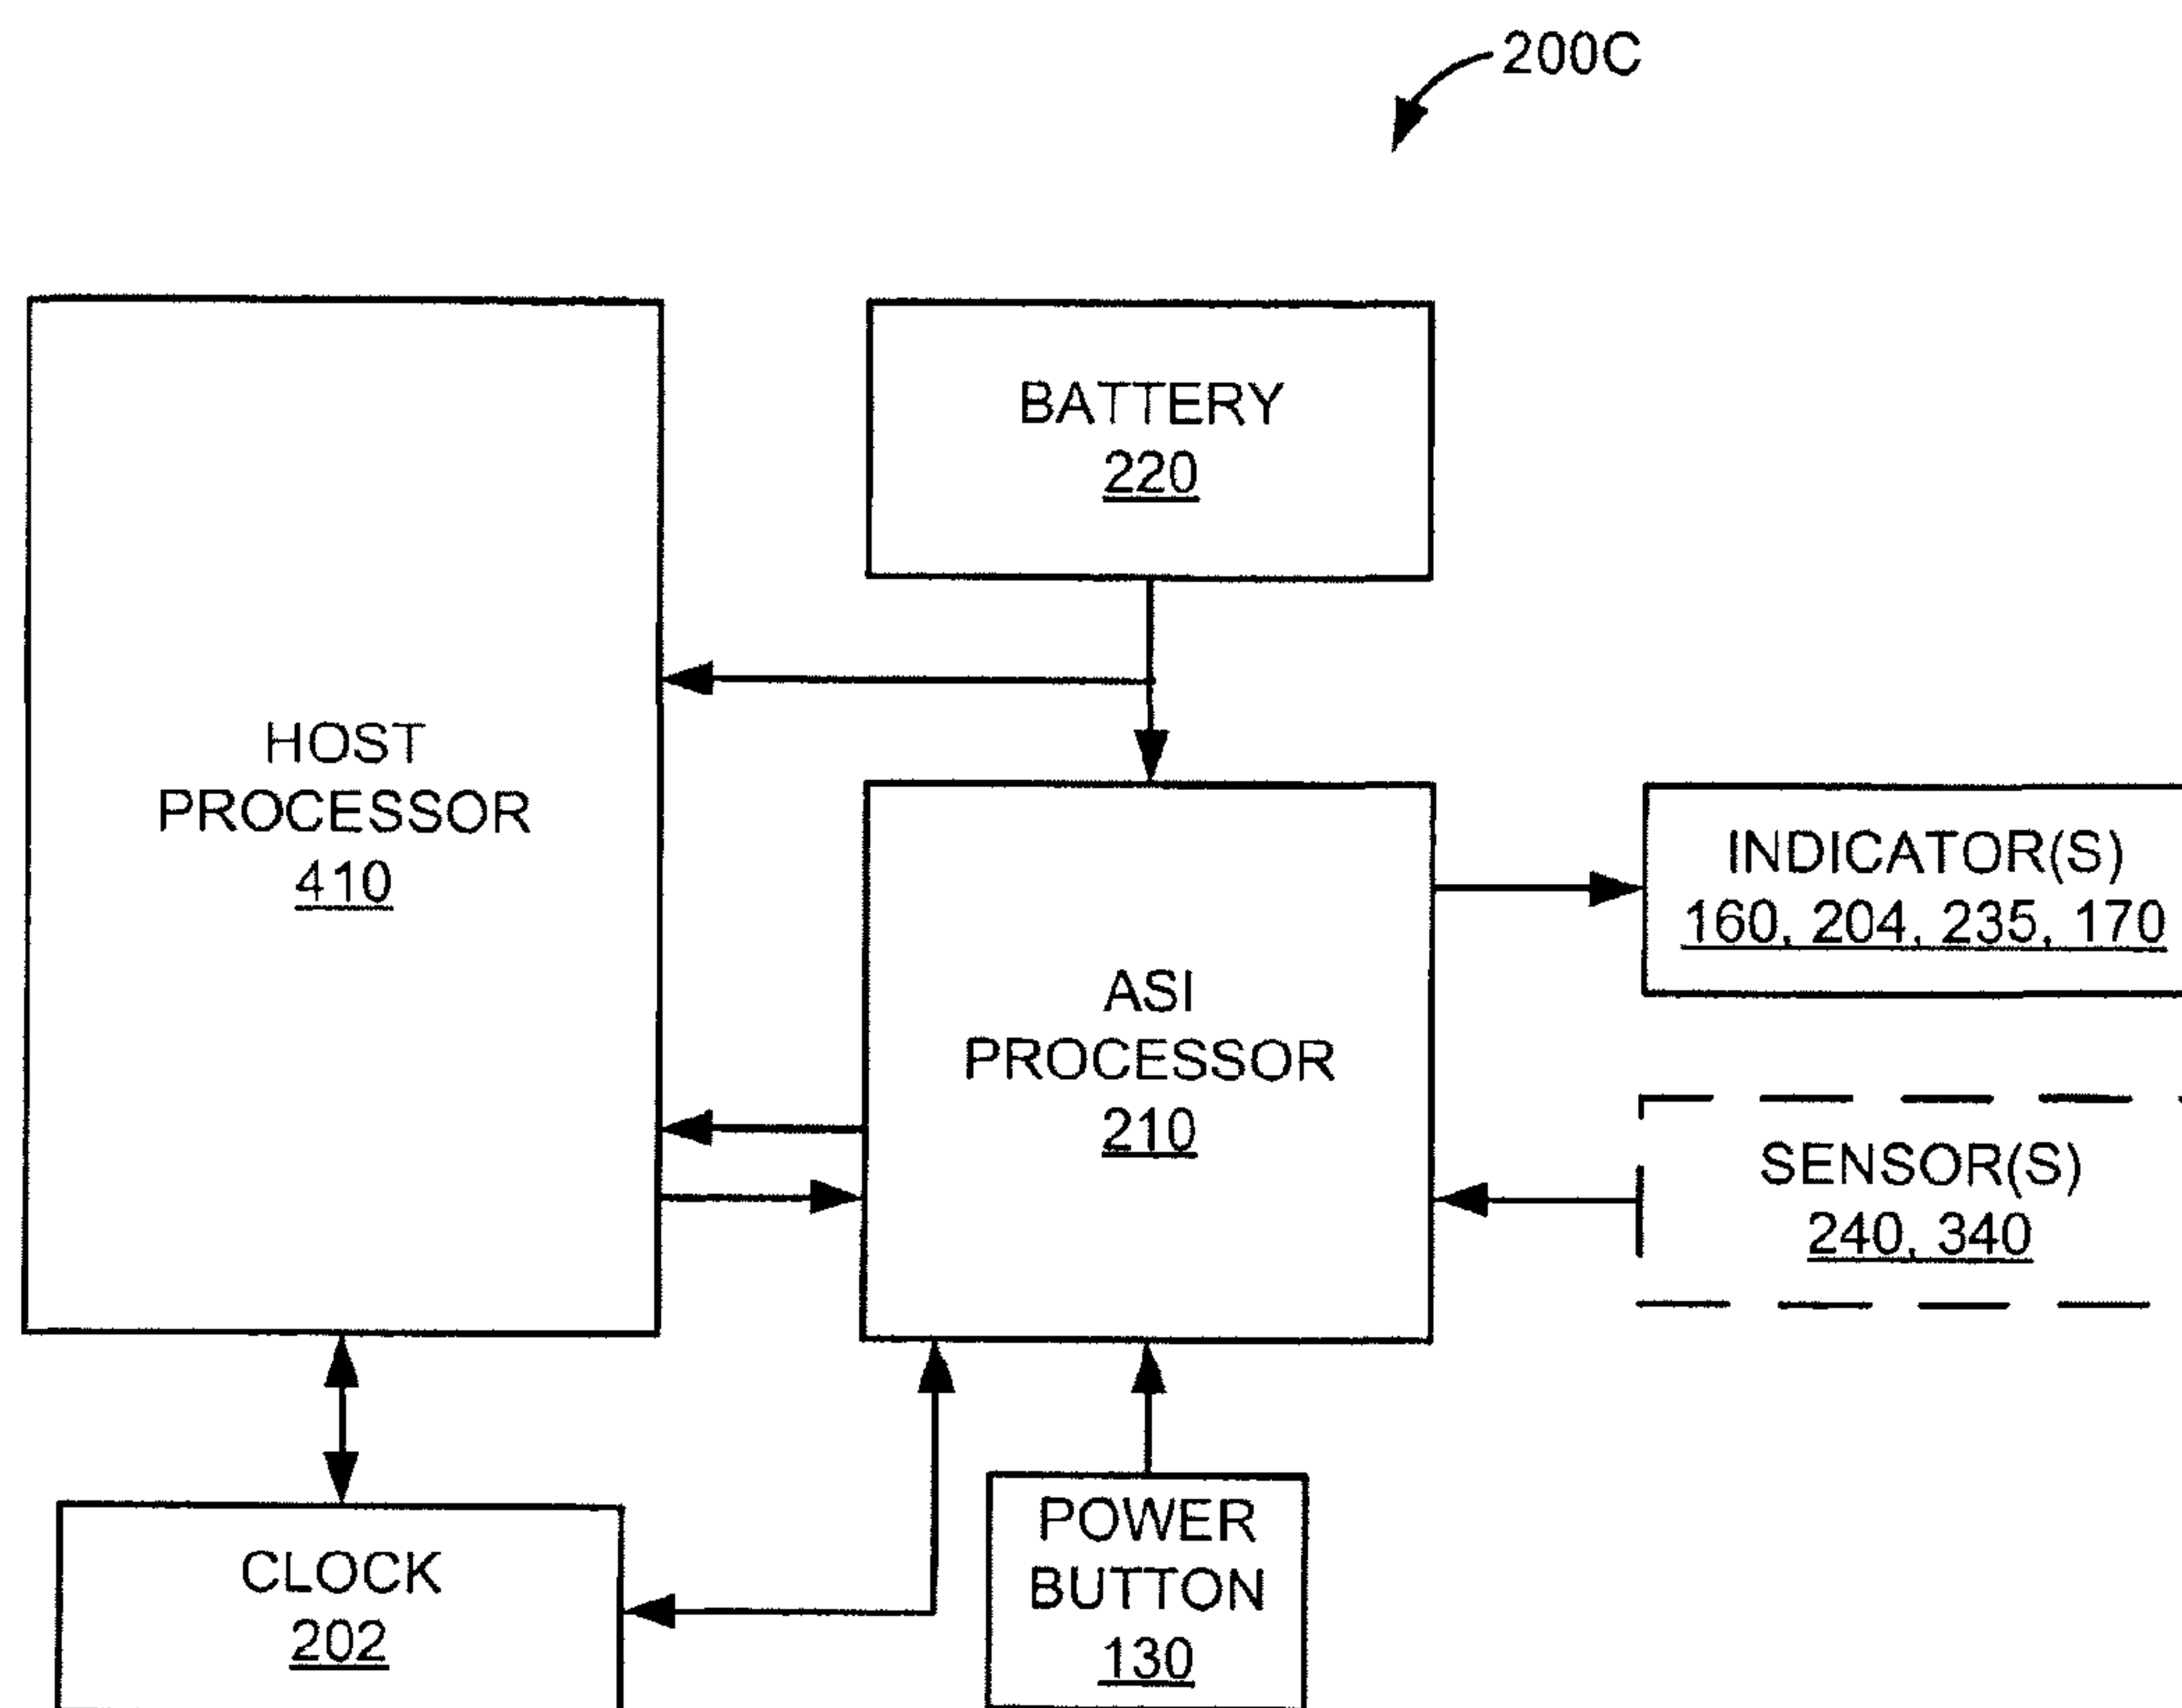 200C
BATTERY
220
HOST
PROCESSOR
410
INDICATOR(S)
160, 204, 235, 170
ASI
PROCESSOR
210
SENSOR(S)
240, 340
POWER
BUTTON
130
CLOCK
202